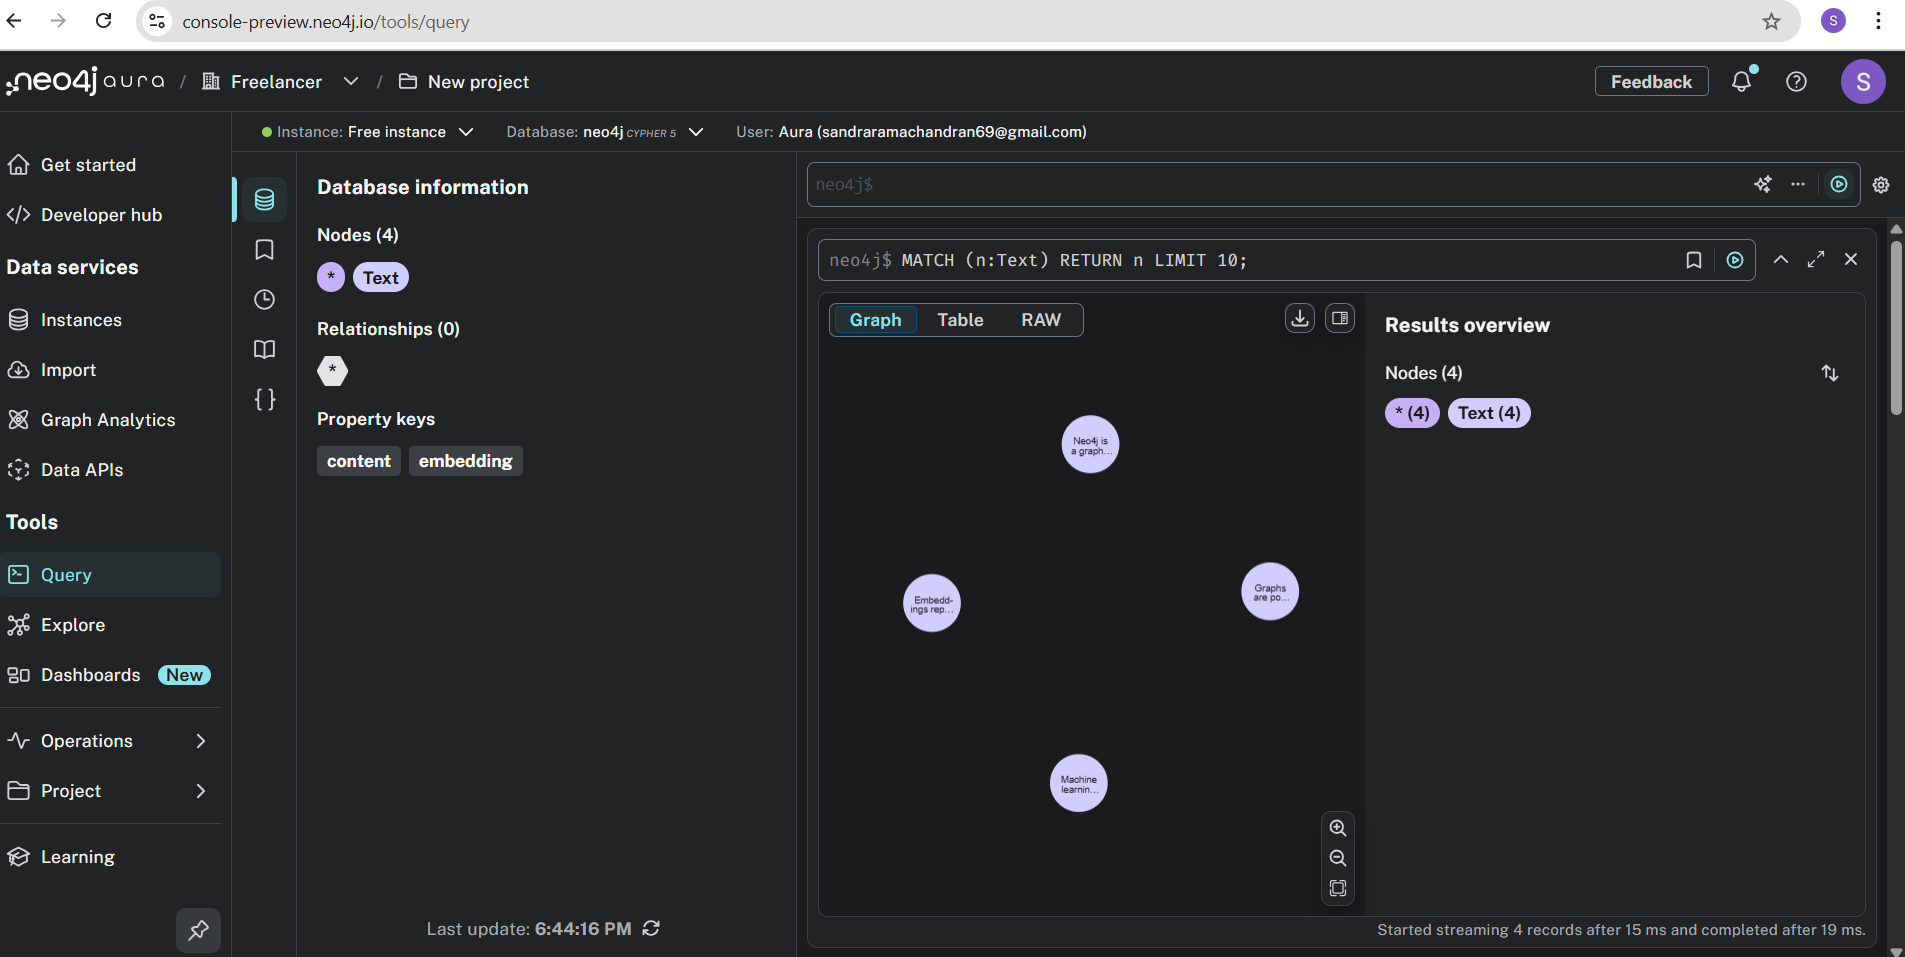 console-preview.neo4j.io/tools/query
S
neo4j aura / Freelancer / New project
Feedback
S
Instance: Free instance
Database: neo4j CYPHER 5
User: Aura (sandraramachandran69@gmail.com)
Get started
Developer hub
Data services
Instances
Import
Graph Analytics
Data APIs
Tools
Query
Explore
Dashboards New
Operations
Project
Learning
Database information
Nodes (4)
* Text
Relationships (0)
*
Property keys
content embedding
Last update: 6:44:16 PM
neo4j$
neo4j$ MATCH (n:Text) RETURN n LIMIT 10;
Graph Table RAW
Neo4j is
a graph...
Embedd-
ings rep...
Graphs
are po...
Machine
learnin...
Results overview
Nodes (4)
* (4) Text (4)
Started streaming 4 records after 15 ms and completed after 19 ms.